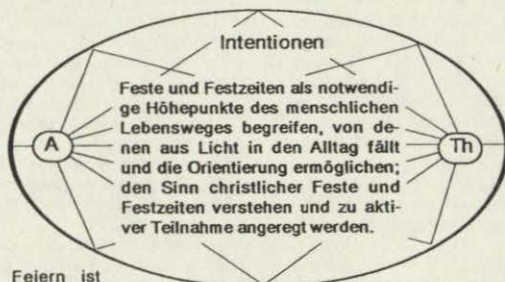 Intentionen
Feste und Festzeiten als notwendi-
ge Höhepunkte des menschlichen
Lebensweges begreifen, von de-
nen aus Licht in den Alltag fällt
und die Orientierung ermöglichen;
den Sinn christlicher Feste und
Festzeiten verstehen und zu akti-
ver Teilnahme angeregt werden.
A
Th
Feiern ist